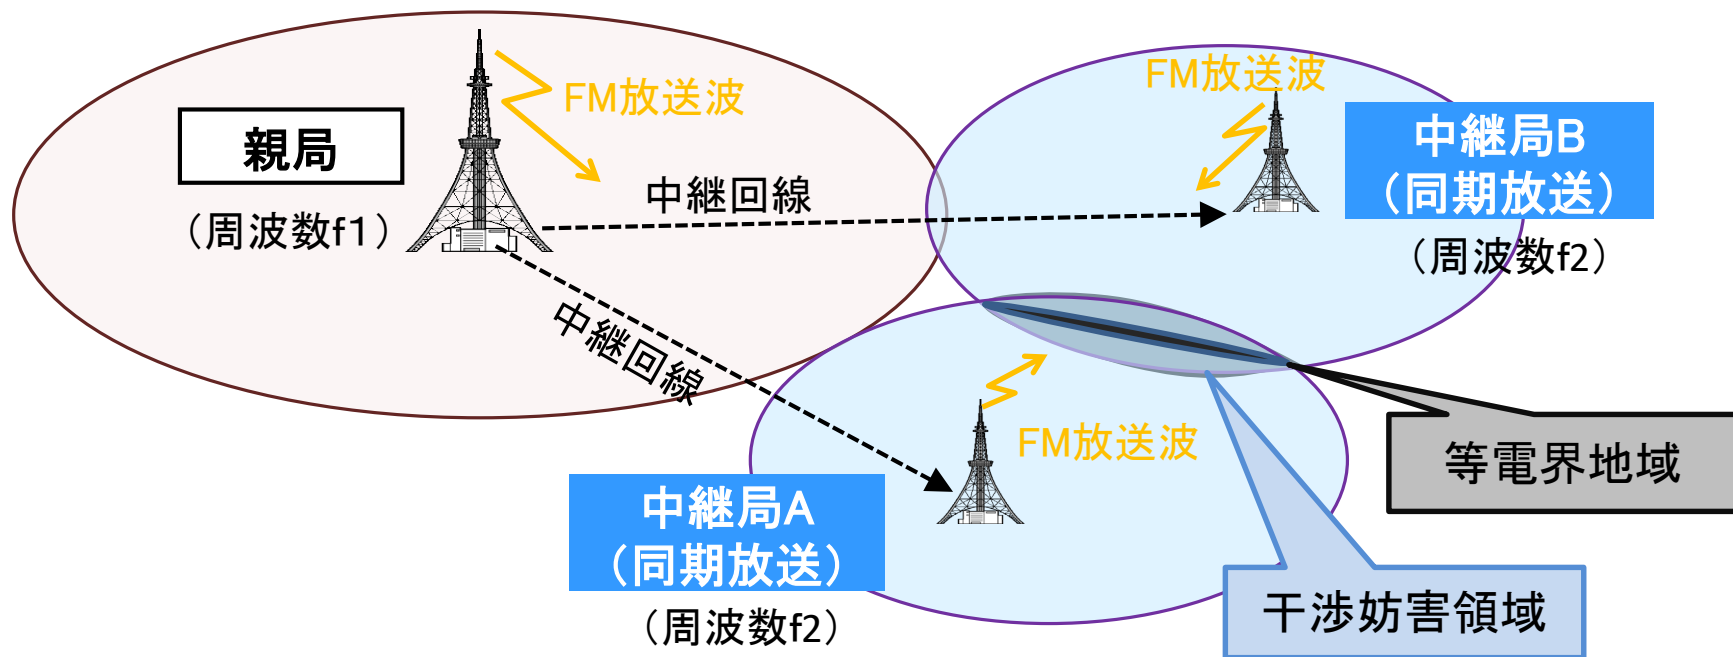 FM放送波
親局
（周波数f1）
中継回線
FM放送波
中継局B
（同期放送）
（周波数f2）
中継回線
FM放送波
等電界地域
中継局A
（同期放送）
（周波数f2）
干渉妨害領域